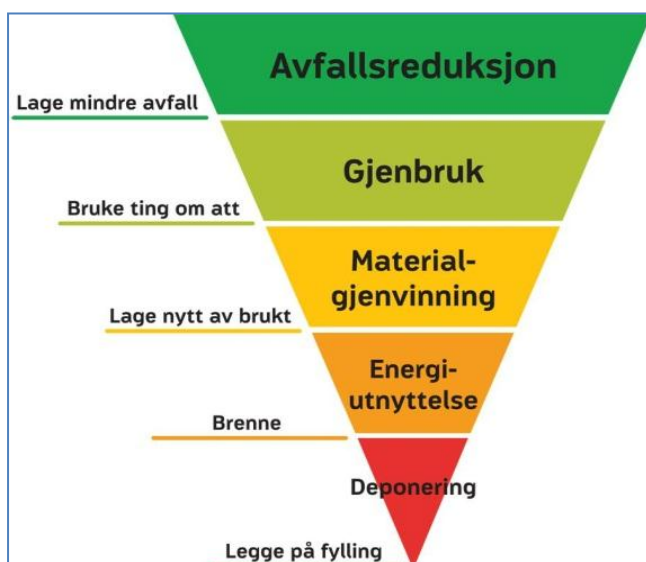 Avfallsreduksjon
Lage mindre avfall
Gjenbruk
Bruke ting om att
Material-
gjenvinning
Lage nytt av brukt
Energi-
utnyttelse
Brenne
Deponering
Legge på fylling